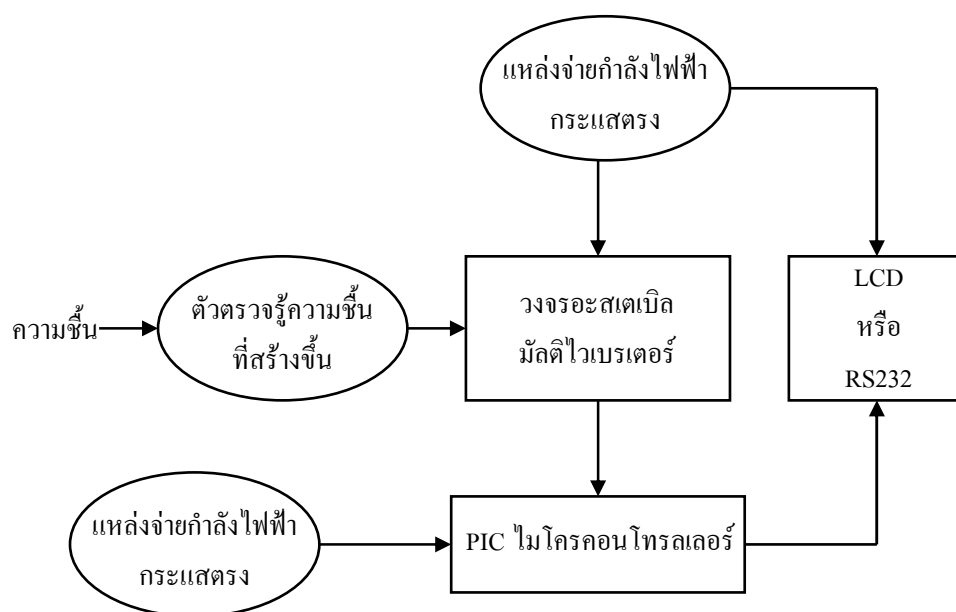 แหล่งจ่ายกำลังไฟฟ้า
กระแสตรง
ความชื้น
ตัวตรวจรู้ความชื้น
ที่สร้างขึ้น
วงจรอะสเตเบิล
มัลติไวเบรเตอร์
LCD
หรือ
RS232
แหล่งจ่ายกำลังไฟฟ้า
กระแสตรง
PIC ไมโครคอนโทรลเลอร์